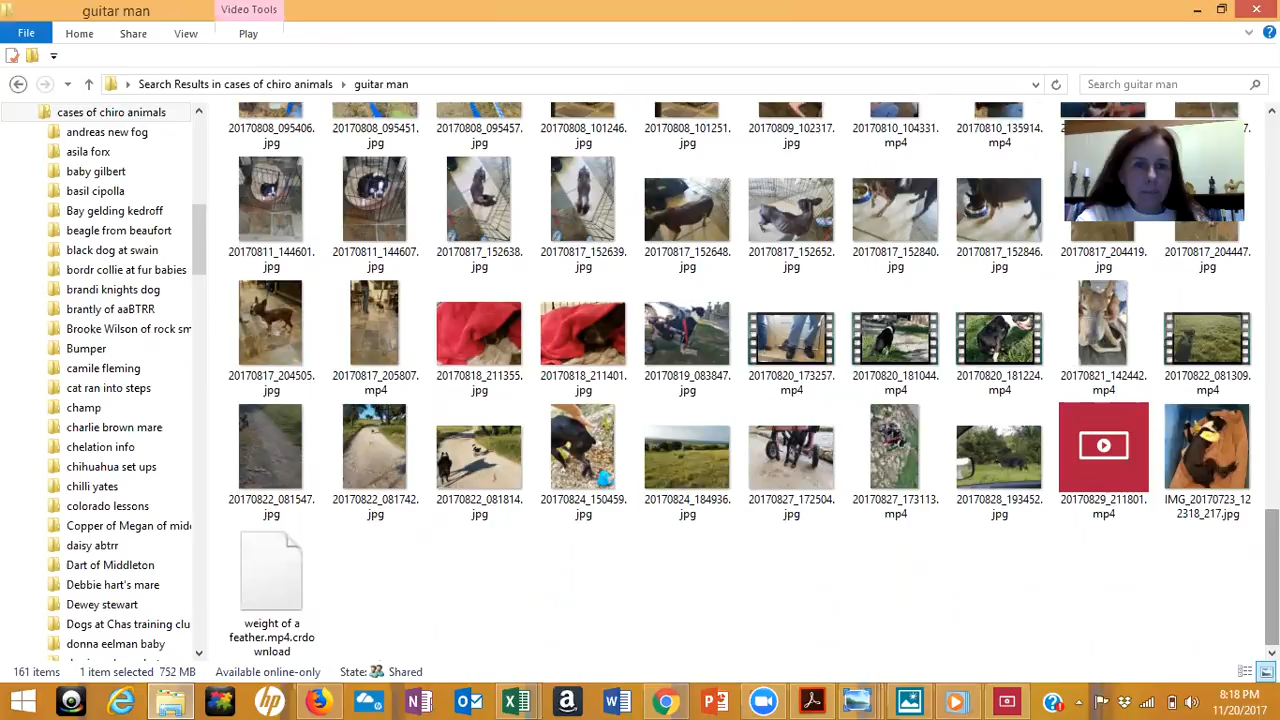 guitar man
Video Tools
File Home Share View Play
Search Results in cases of chiro animals guitar man
Search guitar man
cases of chiro animals
andreas new fog
asila forx
baby gilbert
basil cipolla
Bay gelding kedroff
beagle from beaufort
black dog at swain
bordr collie at fur babies
brandi knights dog
brantly of aaBTRR
Brooke Wilson of rock sm
Bumper
camile fleming
cat ran into steps
champ
charlie brown mare
chelation info
chihuahua set ups
chilli yates
colorado lessons
Copper of Megan of midd
daisy abtrr
Dart of Middleton
Debbie hart's mare
Dewey stewart
Dogs at Chas training clu
donna eelman baby
20170808_095406. 20170808_095451. 20170808_095457. 20170808_101246. 20170808_101251. 20170809_102317. 20170810_104331. 20170810_135914.
jpg jpg jpg jpg jpg jpg mp4 mp4
20170811_144601. 20170811_144607. 20170817_152638. 20170817_152639. 20170817_152648. 20170817_152652. 20170817_152840. 20170817_152846. 20170817_204419. 20170817_204447.
jpg jpg jpg jpg jpg jpg jpg jpg jpg jpg
20170817_204505. 20170817_205807. 20170818_211355. 20170818_211401. 20170819_083847. 20170820_173257. 20170820_181044. 20170820_181224. 20170821_142442. 20170822_081309.
jpg mp4 jpg jpg jpg mp4 mp4 mp4 mp4 mp4
20170822_081547. 20170822_081742. 20170822_081814. 20170824_150459. 20170824_184936. 20170827_172504. 20170827_173113. 20170828_193452. 20170829_211801. IMG_20170723_12
jpg mp4 jpg jpg jpg jpg mp4 jpg mp4 2318_217.jpg
weight of a
feather.mp4.crdo
wnload
161 items 1 item selected 752 MB Available online-only State: Shared
8:18 PM
11/20/2017